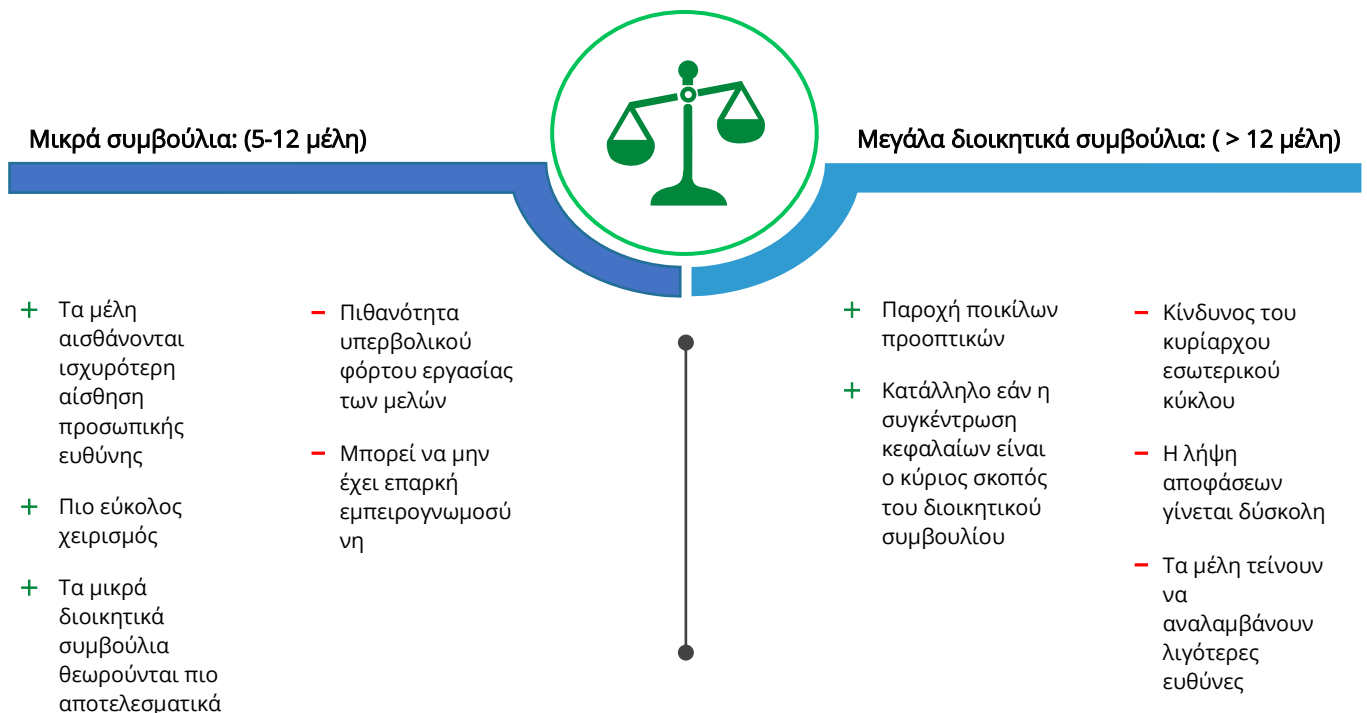 Μικρά συμβούλια: (5-12 μέλη)
+ Τα μέλη
αισθάνονται
ισχυρότερη
αίσθηση
προσωπικής
ευθύνης
+ Πιο εύκολος
χειρισμός
+ Τα μικρά
διοικητικά
συμβούλια
θεωρούνται πιο
αποτελεσματικά
− Πιθανότητα
υπερβολικού
φόρτου εργασίας
των μελών
− Μπορεί να μην
έχει επαρκή
εμπειρογνωμοσύ
νη
Μεγάλα διοικητικά συμβούλια: ( > 12 μέλη)
+ Παροχή ποικίλων
προοπτικών
+ Κατάλληλο εάν η
συγκέντρωση
κεφαλαίων είναι
ο κύριος σκοπός
του διοικητικού
συμβουλίου
− Κίνδυνος του
κυρίαρχου
εσωτερικού
κύκλου
− Η λήψη
αποφάσεων
γίνεται δύσκολη
− Τα μέλη τείνουν
να
αναλαμβάνουν
λιγότερες
ευθύνες